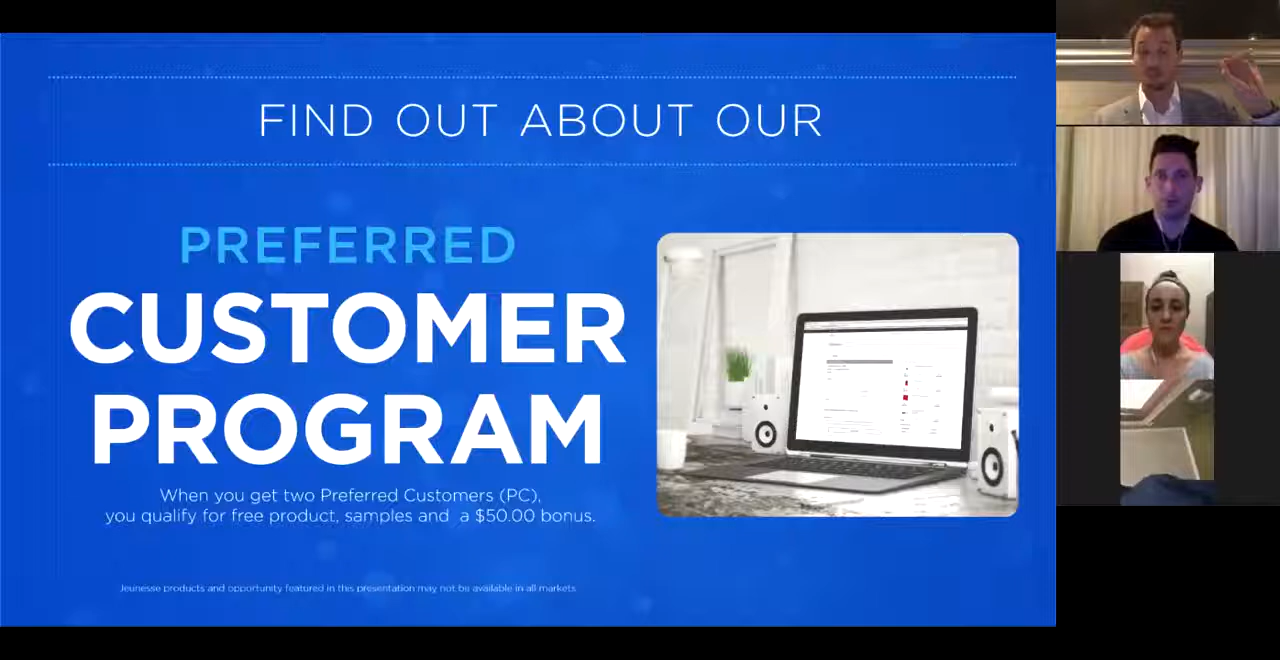 FIND OUT ABOUT OUR
PREFERRED
CUSTOMER
PROGRAM
When you get two Preferred Customers (PC),
you qualify for free product, samples and a $50.00 bonus.
Jeunesse products and opportunity featured in this presentation may not be available in all markets